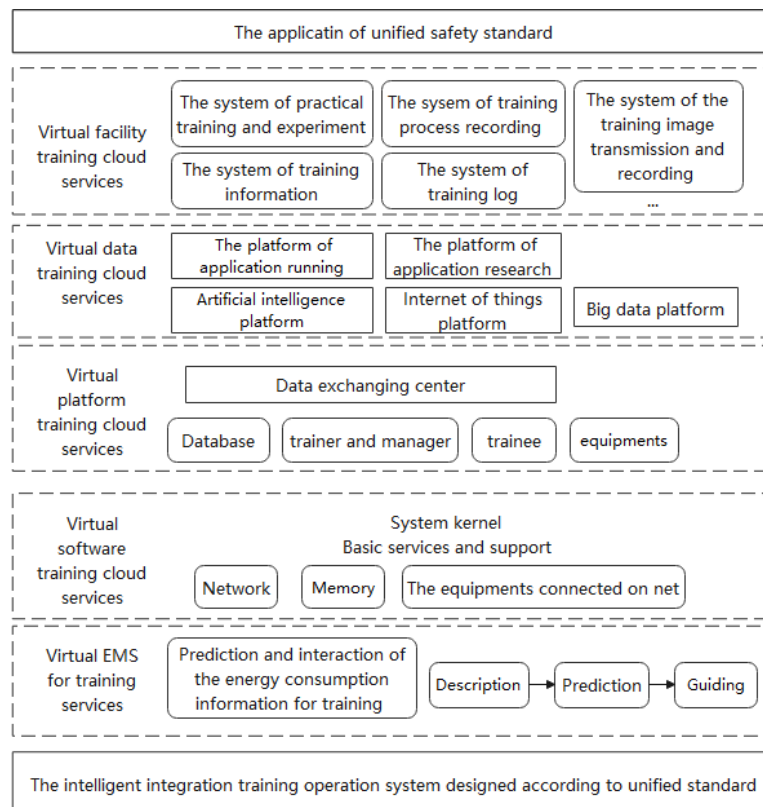 The applicatin of unified safety standard
Virtual facility
training cloud
services
The system of practical
training and experiment
The sysem of training
process recording
The system of the
training image
transmission and
recording
The system of training
information
The system of
training log
...
Virtual data
training cloud
services
The platform of
application running
The platform of
application research
Artificial intelligence
platform
Internet of things
platform
Big data platform
Virtual
platform
training cloud
services
Data exchanging center
Database
trainer and manager
trainee
equipments
Virtual
software
training cloud
services
System kernel
Basic services and support
Network
Memory
The equipments connected on net
Virtual EMS
for training
services
Prediction and interaction of
the energy consumption
information for training
Description
Prediction
Guiding
The intelligent integration training operation system designed according to unified standard